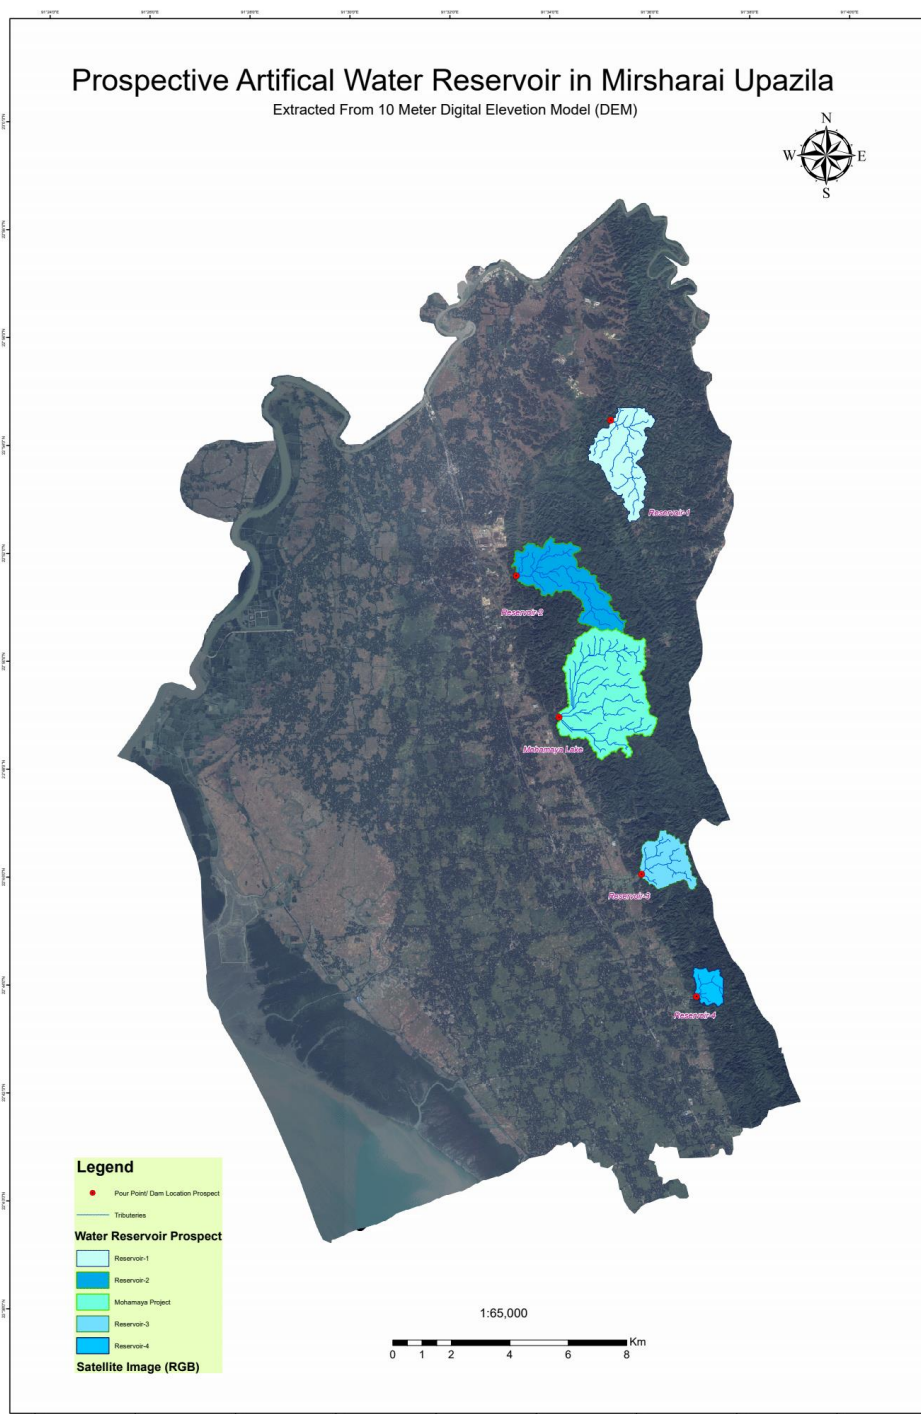 Prospective Artifical Water Reservoir in Mirsharai Upazila
Extracted From 10 Meter Digital Elevetion Model (DEM)
N
W E
S
Reservoir-1
Reservoir-2
Mohamaya Lake
Reservoir-3
Reservoir-4
Legend
Pour Point/ Dam Location Prospect
Tributeries
Water Reservoir Prospect
Reservoir-1
Reservoir-2
Mohamaya Project
Reservoir-3
Reservoir-4
Satellite Image (RGB)
1:65,000
Km
0 1 2 4 6 8